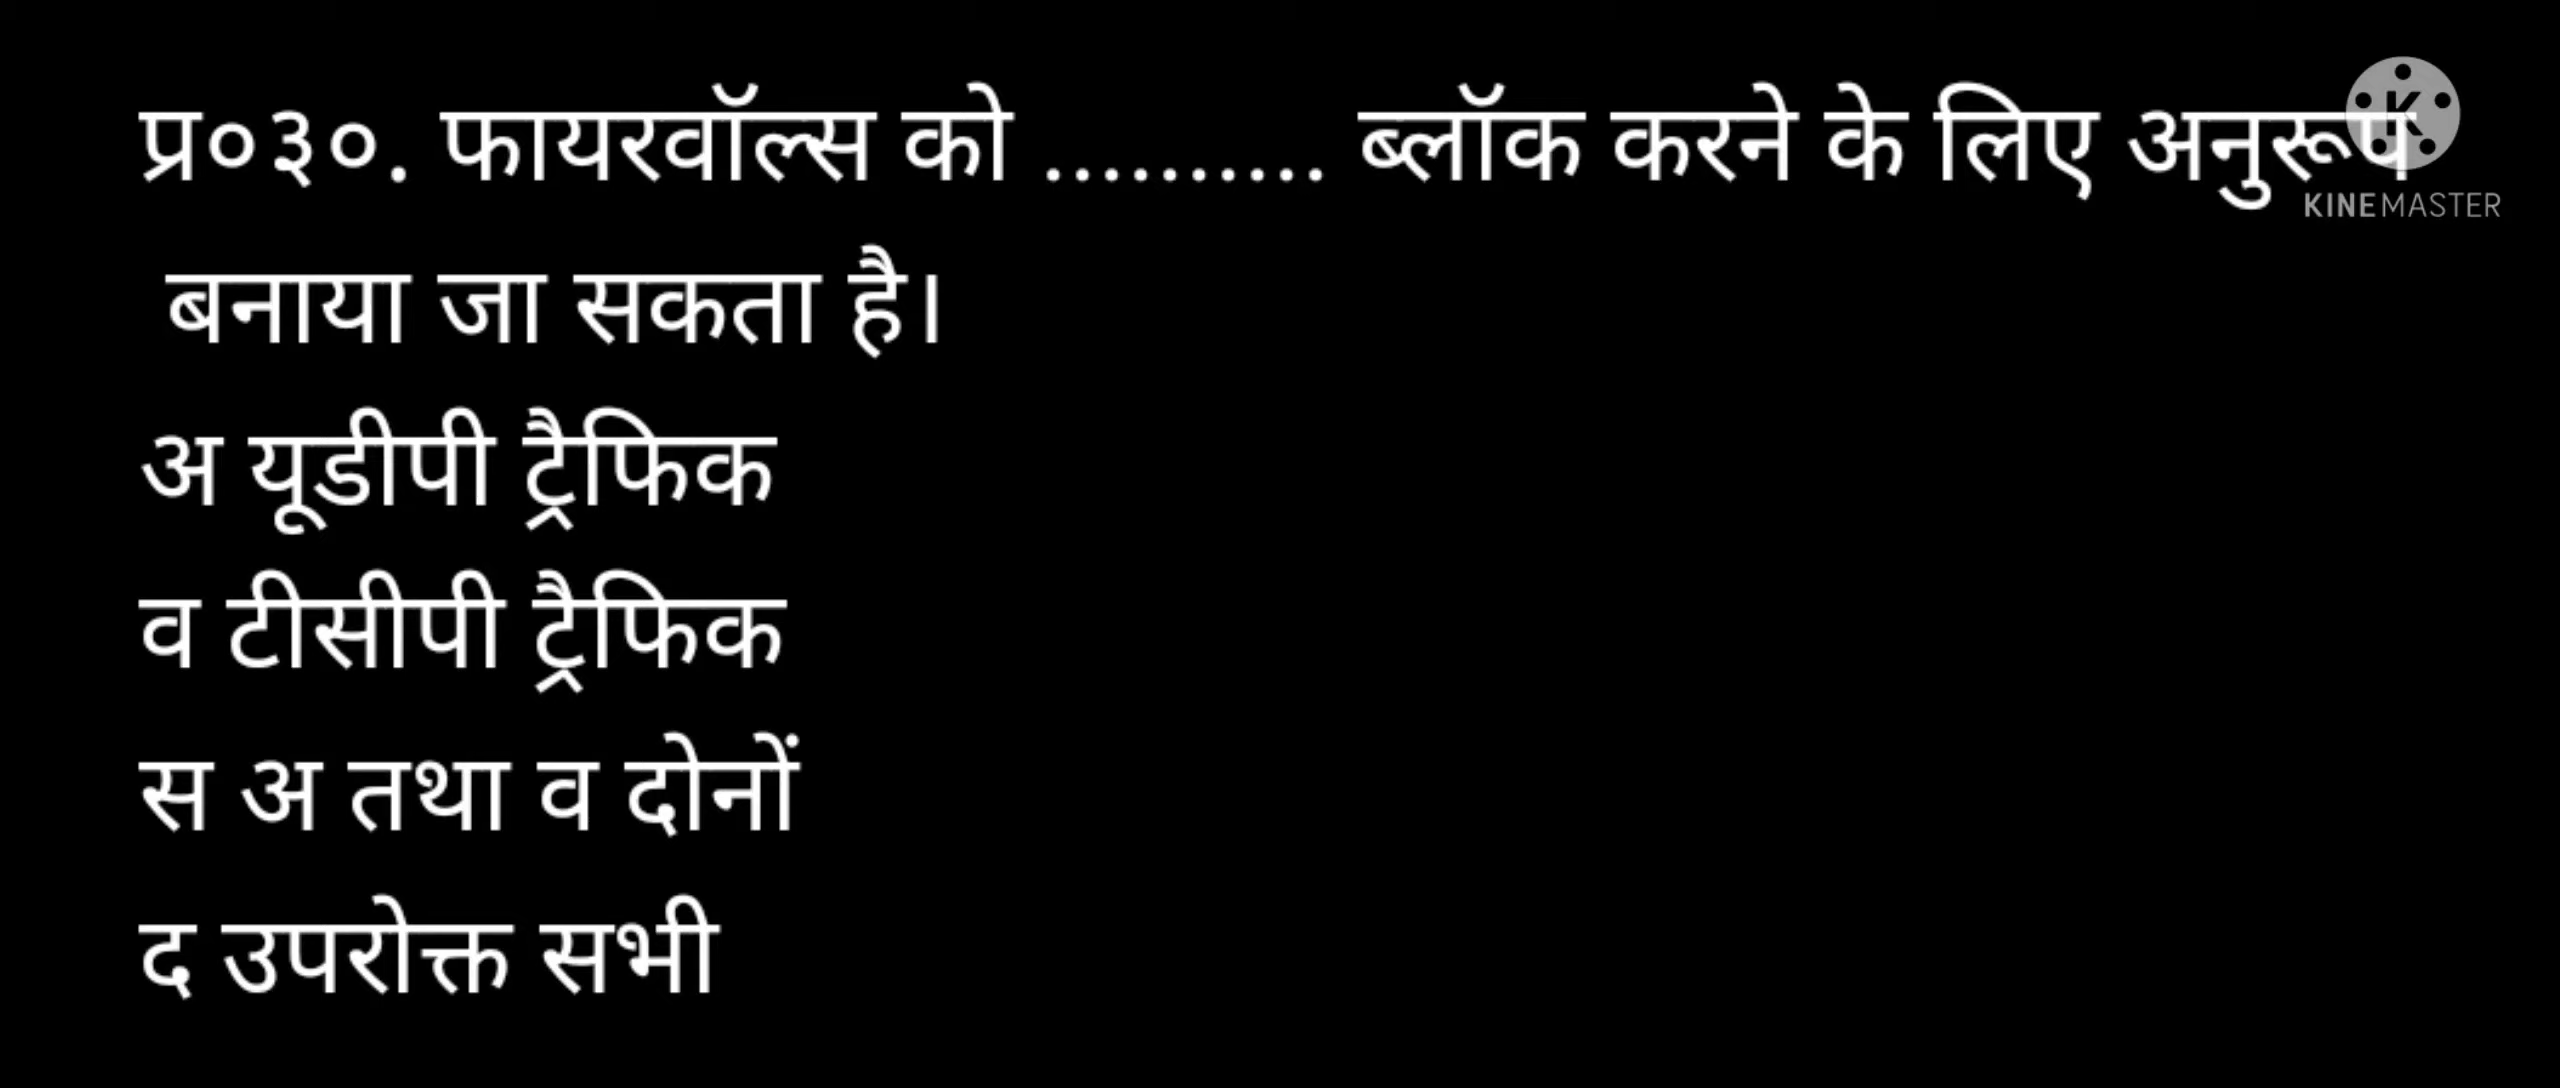 प्र०३०. फायरवॉल्स को .......... ब्लॉक करने के लिए अनुरूप
बनाया जा सकता है।
अ यूडीपी ट्रैफिक
व टीसीपी ट्रैफिक
स अ तथा व दोनों
द उपरोक्त सभी
K
KINEMASTER